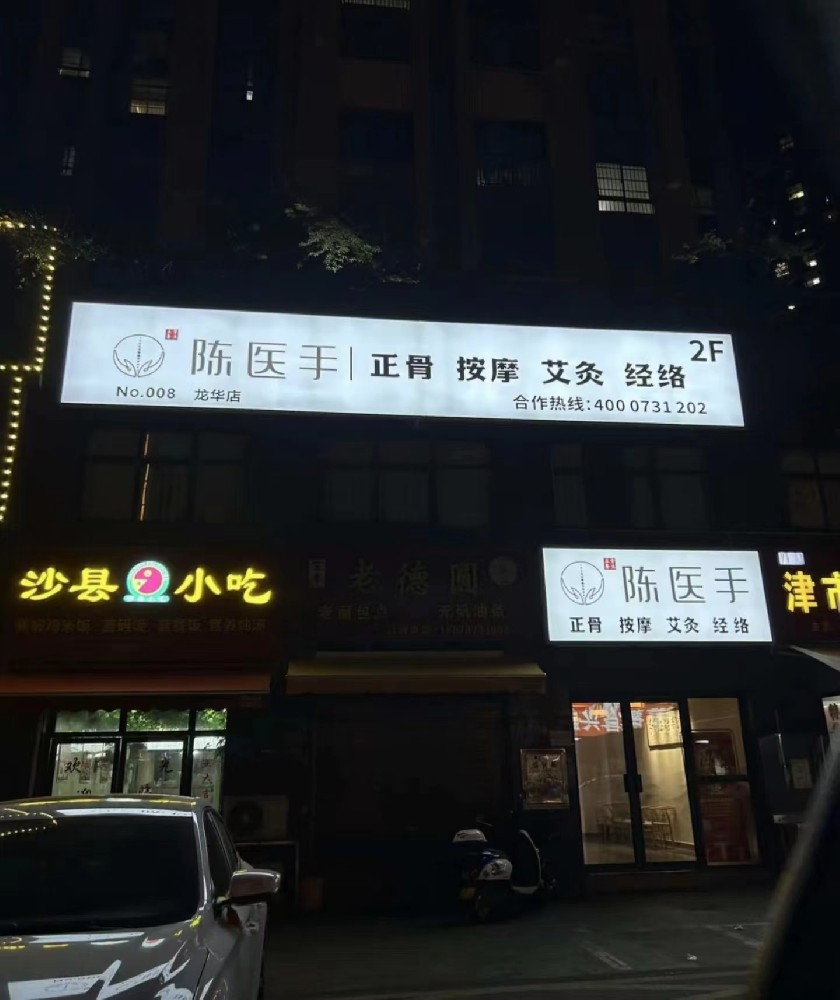 陈医手 正骨 按摩 艾灸 经络 2F
No.008 龙华店 合作热线:400 0731 202
沙县小吃
老德圆
陈医手
正骨 按摩 艾灸 经络
津市